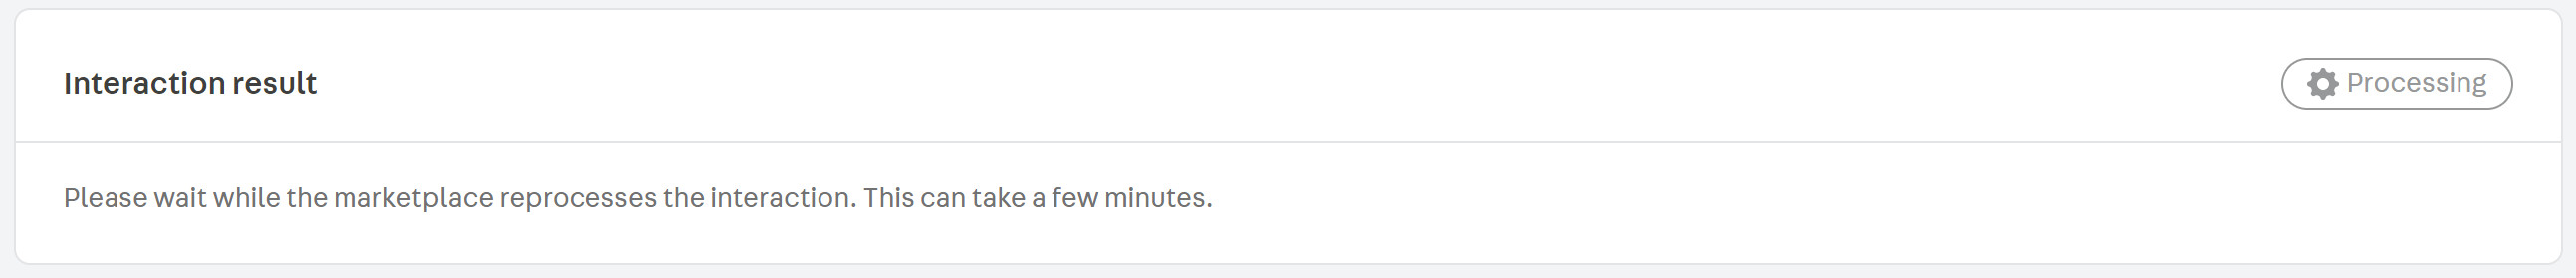 Interaction result
Processing
Please wait while the marketplace reprocesses the interaction. This can take a few minutes.